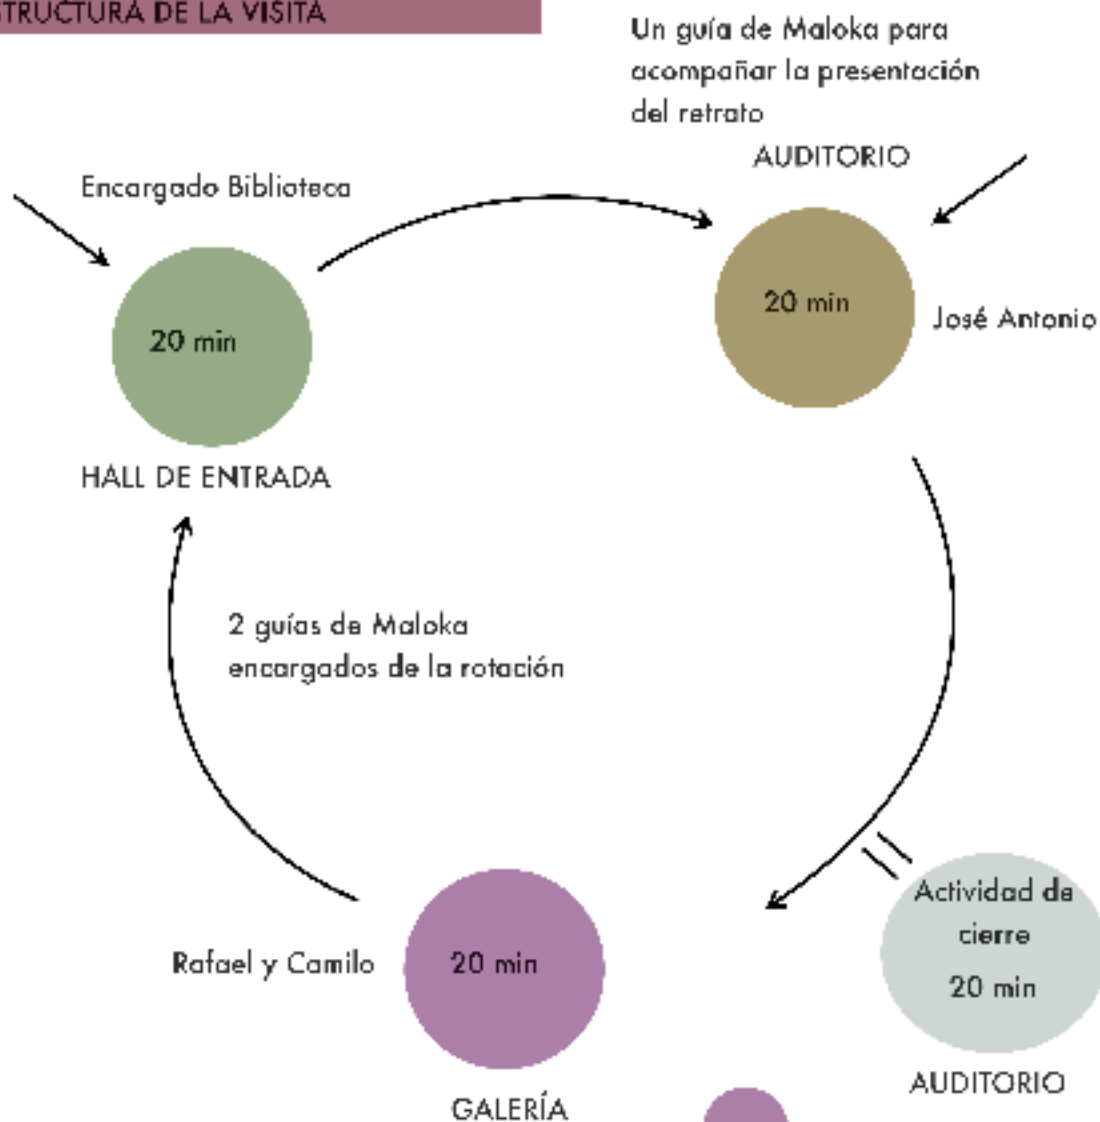 STRUCTURA DE LA VISITA
Un guía de Maloka para
acompañar la presentación
del retrato
AUDITORIO
Encargado Biblioteca
20 min
José Antonio
20 min
HALL DE ENTRADA
2 guías de Maloka
encargados de la rotación
Actividad de
cierre
20 min
Rafael y Camilo
20 min
AUDITORIO
GALERÍA